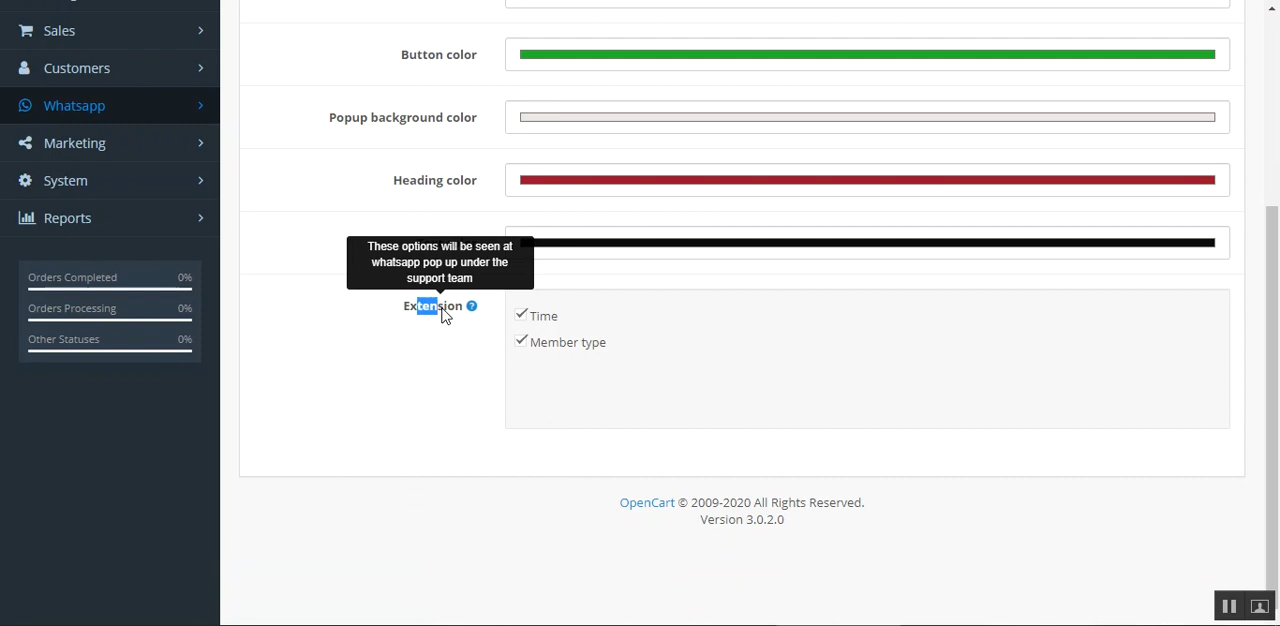 Sales
Customers
Whatsapp
Marketing
System
Reports
Orders Completed 0%
Orders Processing 0%
Other Statuses 0%
Button color
Popup background color
Heading color
These options will be seen at
whatsapp pop up under the
support team
Extension
Time
Member type
OpenCart © 2009-2020 All Rights Reserved.
Version 3.0.2.0